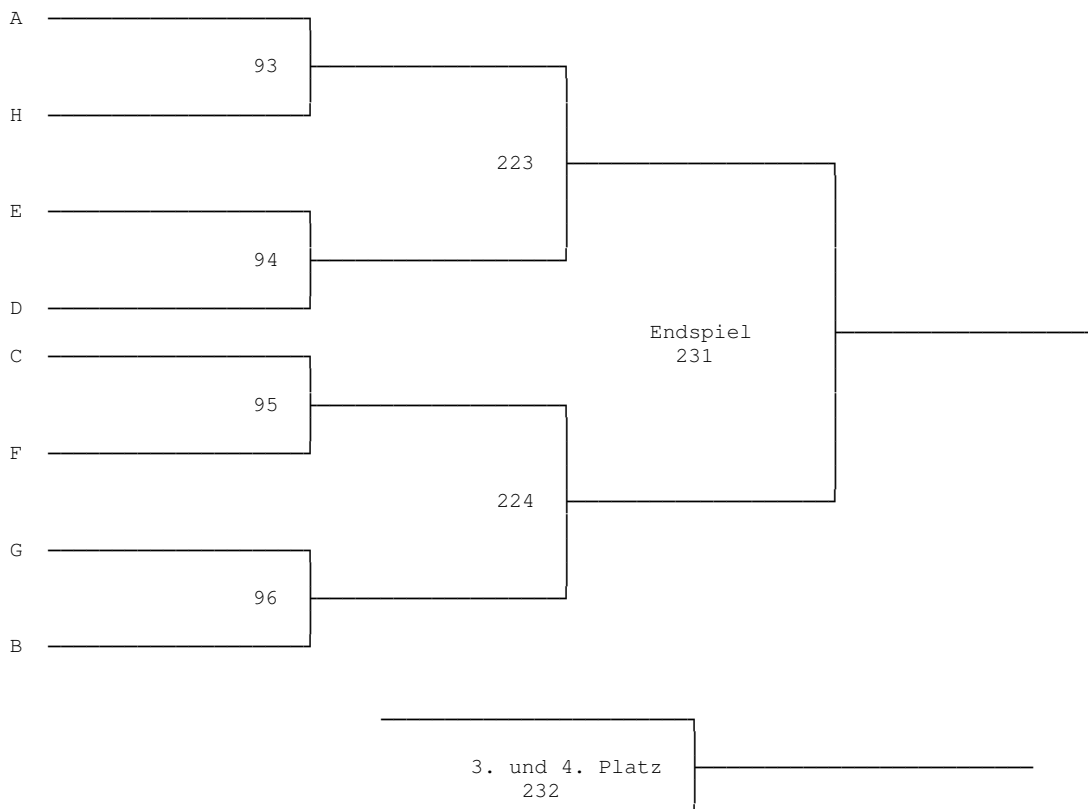 A
93
H
223
E
94
D
Endspiel
231
C
95
F
224
G
96
B
3. und 4. Platz
232